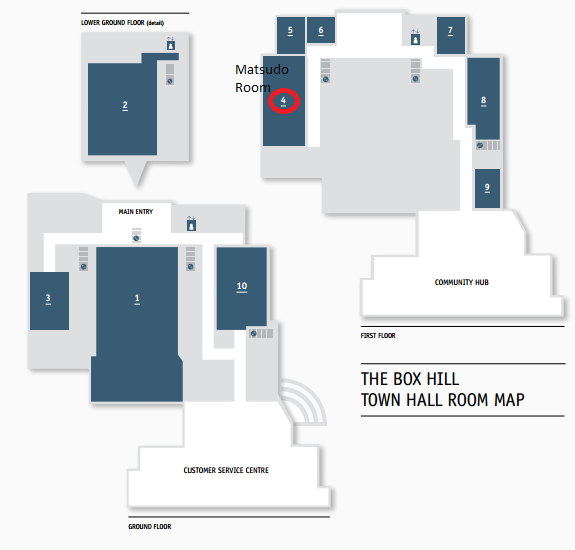 LOWER GROUND FLOOR (detail)
2
5
6
7
Matsudo
Room
4
8
9
COMMUNITY HUB
FIRST FLOOR
MAIN ENTRY
3
1
10
CUSTOMER SERVICE CENTRE
GROUND FLOOR
THE BOX HILL
TOWN HALL ROOM MAP